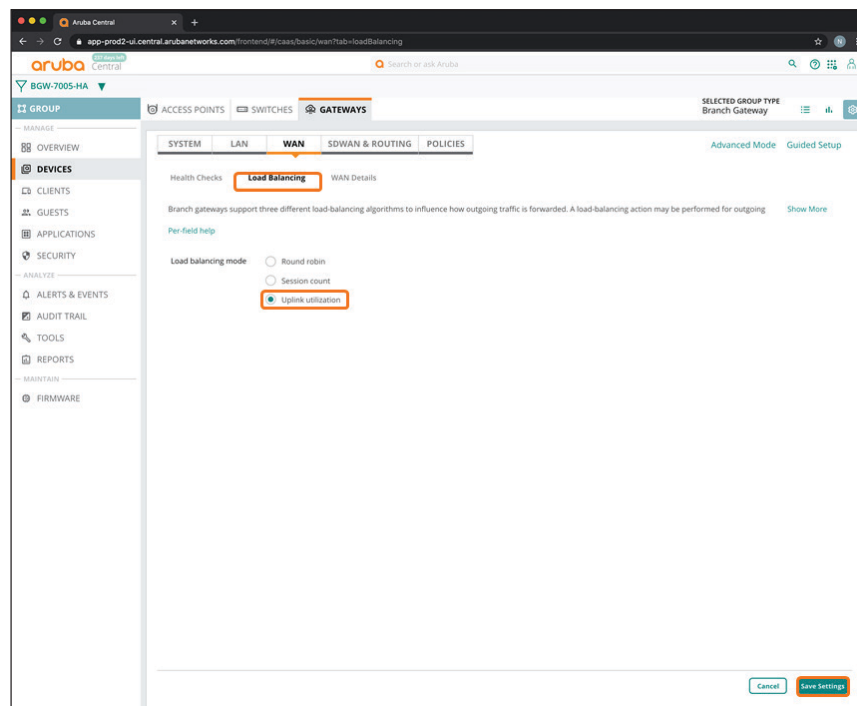 Aruba Central
app-prod2-ui.central.arubanetworks.com/frontend/#/caas/basic/wan?tab=loadBalancing
N
aruba Central
Search or ask Aruba
BGW-7005-HA
GROUP
ACCESS POINTS SWITCHES GATEWAYS
SELECTED GROUP TYPE
Branch Gateway
MANAGE
OVERVIEW
DEVICES
CLIENTS
GUESTS
APPLICATIONS
SECURITY
ANALYZE
ALERTS & EVENTS
AUDIT TRAIL
TOOLS
REPORTS
MAINTAIN
FIRMWARE
SYSTEM LAN WAN SDWAN & ROUTING POLICIES
Advanced Mode Guided Setup
Health Checks Load Balancing WAN Details
Branch gateways support three different load-balancing algorithms to influence how outgoing traffic is forwarded. A load-balancing action may be performed for outgoing Show More
Per-field help
Load balancing mode Round robin
Session count
Uplink utilization
Cancel Save Settings